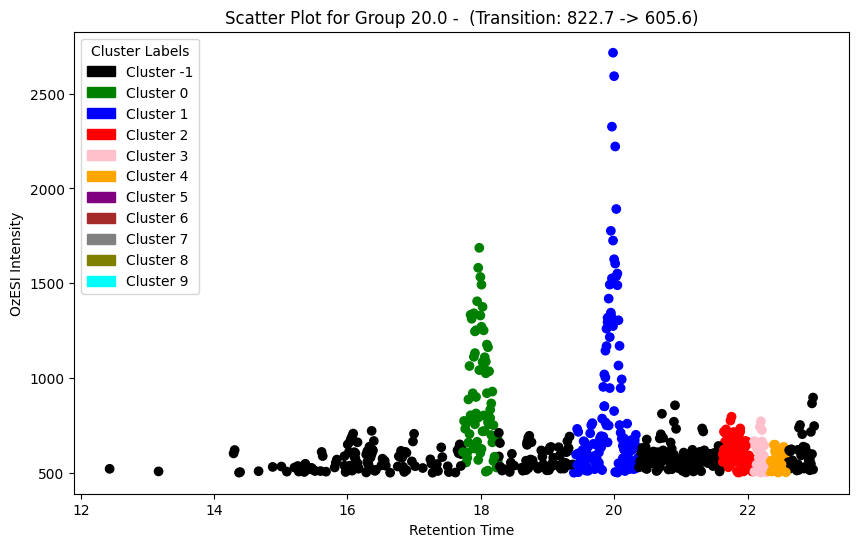 Scatter Plot for Group 20.0 -  (Transition: 822.7 -> 605.6)
Cluster Labels
Cluster -1
Cluster 0
Cluster 1
Cluster 2
Cluster 3
Cluster 4
Cluster 5
Cluster 6
Cluster 7
Cluster 8
Cluster 9
OzESI Intensity
2500
2000
1500
1000
500
12 14 16 18 20 22
Retention Time